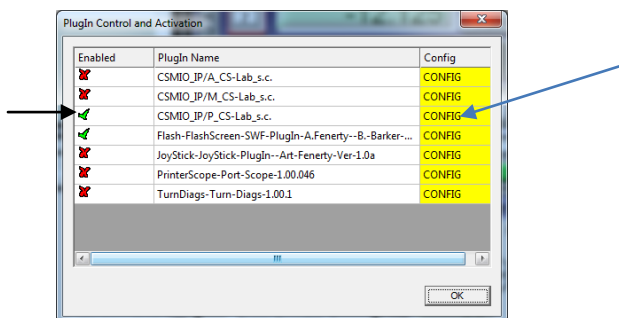 PlugIn Control and Activation
Enabled PlugIn Name Config
CSMIO_IP/A_CS-Lab_s.c. CONFIG
CSMIO_IP/M_CS-Lab_s.c. CONFIG
CSMIO_IP/P_CS-Lab_s.c. CONFIG
Flash-FlashScreen-SWF-PlugIn-A.Fenerty--B.-Barker-... CONFIG
JoyStick-JoyStick-PlugIn--Art-Fenerty-Ver-1.0a CONFIG
PrinterScope-Port-Scope-1.00.046 CONFIG
TurnDiags-Turn-Diags-1.00.1 CONFIG
OK